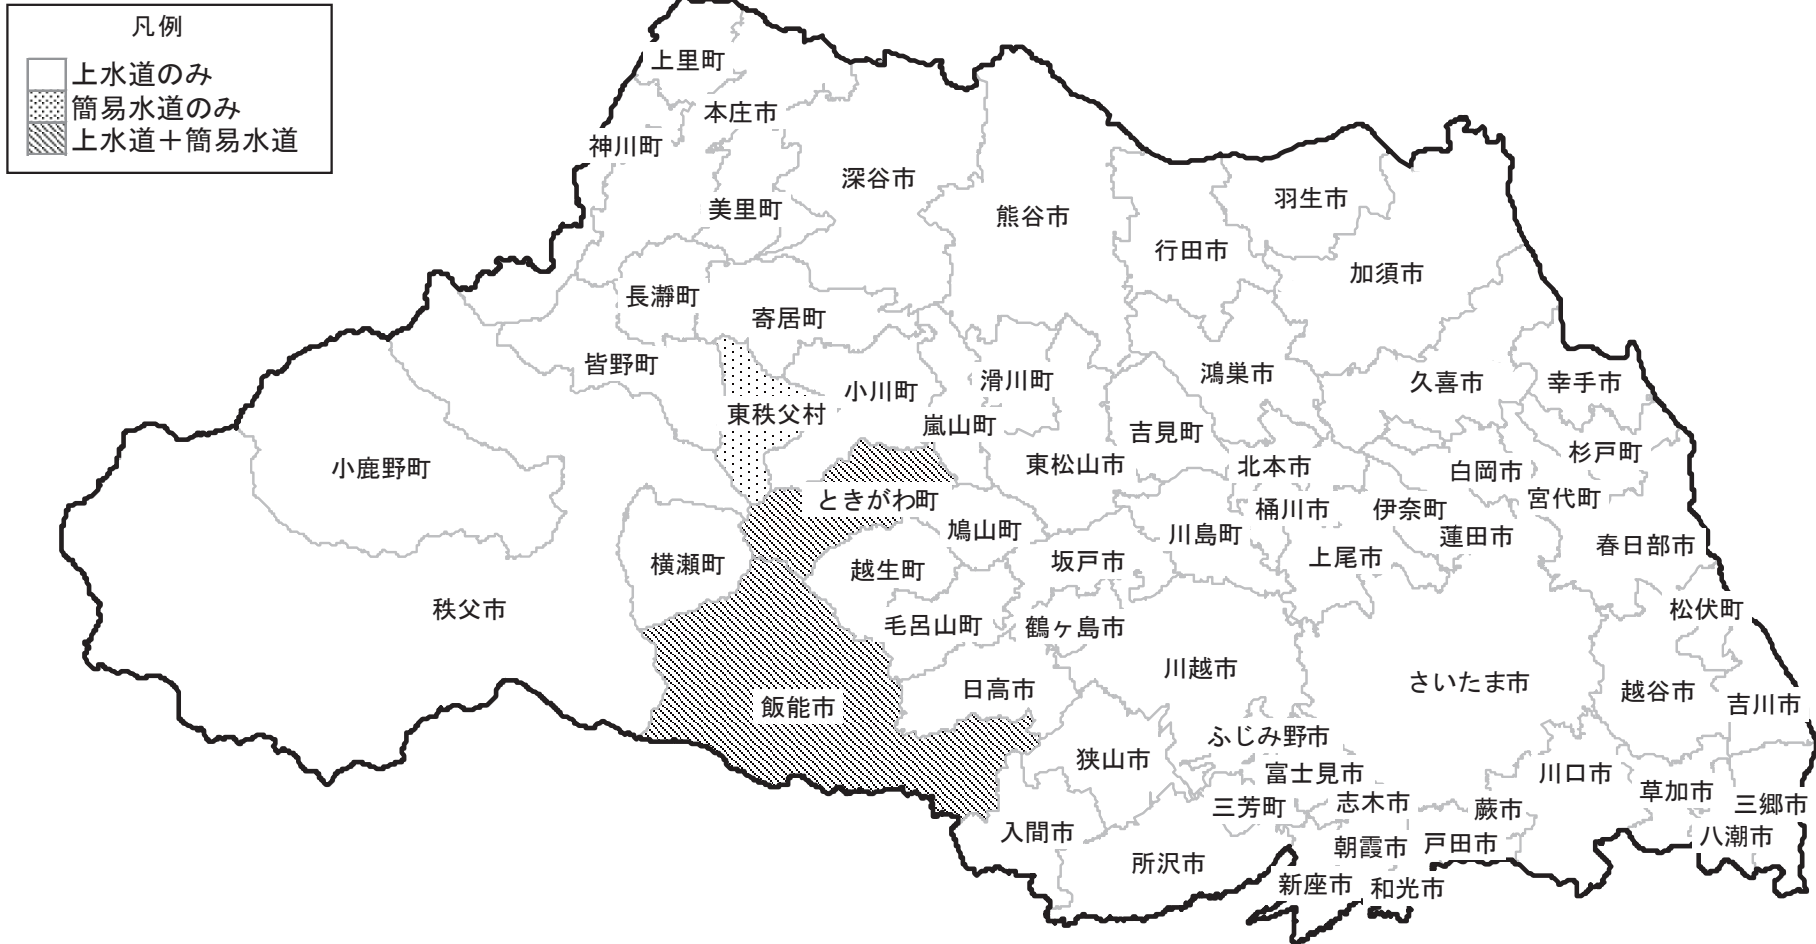 凡例
上水道のみ
簡易水道のみ
上水道＋簡易水道
上里町
本庄市
神川町
深谷市
美里町
熊谷市
羽生市
行田市
加須市
長瀞町
寄居町
皆野町
小川町
滑川町
鴻巣市
久喜市
幸手市
東秩父村
嵐山町
吉見町
小鹿野町
東松山市
北本市
白岡市
杉戸町
ときがわ町
桶川市
伊奈町
宮代町
鳩山町
川島町
蓮田市
春日部市
横瀬町
越生町
坂戸市
上尾市
秩父市
毛呂山町
鶴ヶ島市
松伏町
川越市
さいたま市
日高市
越谷市
飯能市
吉川市
ふじみ野市
狭山市
富士見市
川口市
三芳町
志木市
蕨市
草加市
三郷市
入間市
所沢市
朝霞市
戸田市
八潮市
新座市
和光市